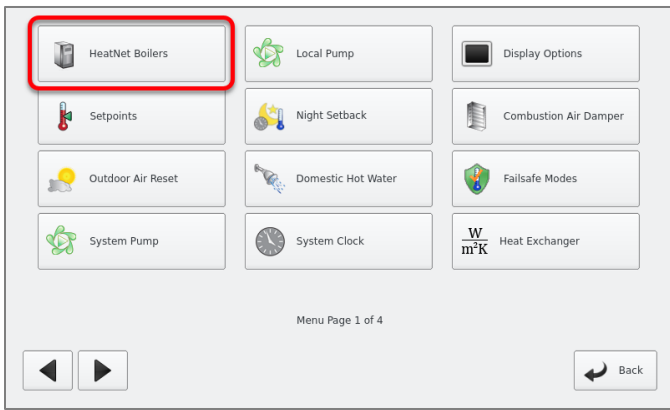 HeatNet Boilers
Local Pump
Display Options
Setpoints
Night Setback
Combustion Air Damper
Outdoor Air Reset
Domestic Hot Water
Failsafe Modes
System Pump
System Clock
W
m²K
Heat Exchanger
Menu Page 1 of 4
Back